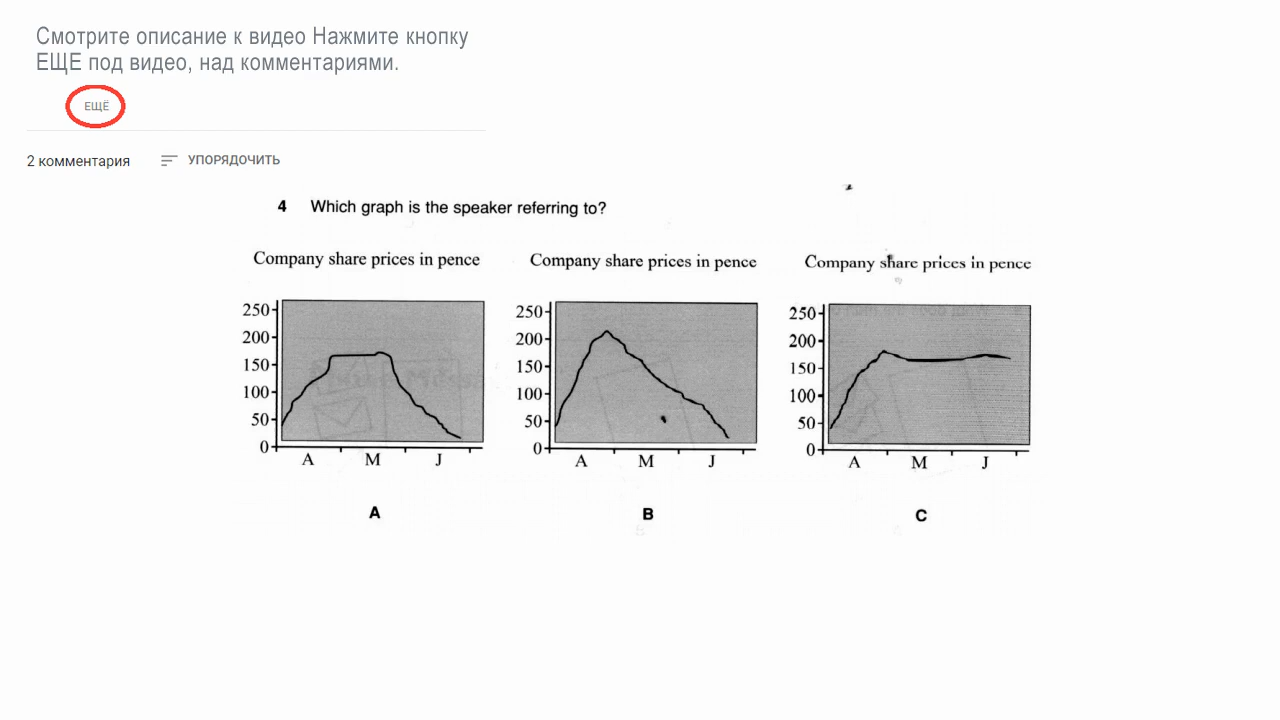 Смотрите описание к видео Нажмите кнопку
ЕЩЕ под видео, над комментариями.
ЕЩЁ
2 комментария УПОРЯДОЧИТЬ
4 Which graph is the speaker referring to?
Company share prices in pence
250
200
150
100
50
0
A M J
A
Company share prices in pence
250
200
150
100
50
0
A M J
B
Company share prices in pence
250
200
150
100
50
0
A M J
C